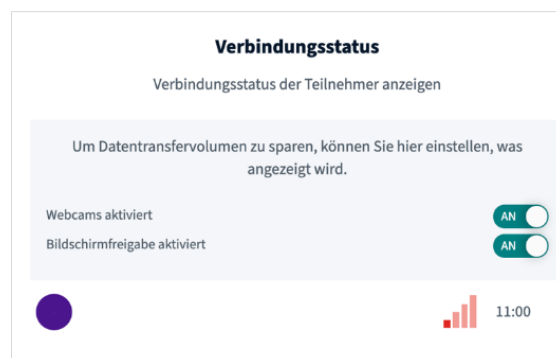 Verbindungsstatus
Verbindungsstatus der Teilnehmer anzeigen
Um Datentransfervolumen zu sparen, können Sie hier einstellen, was
angezeigt wird.
Webcams aktiviert AN
Bildschirmfreigabe aktiviert AN
11:00